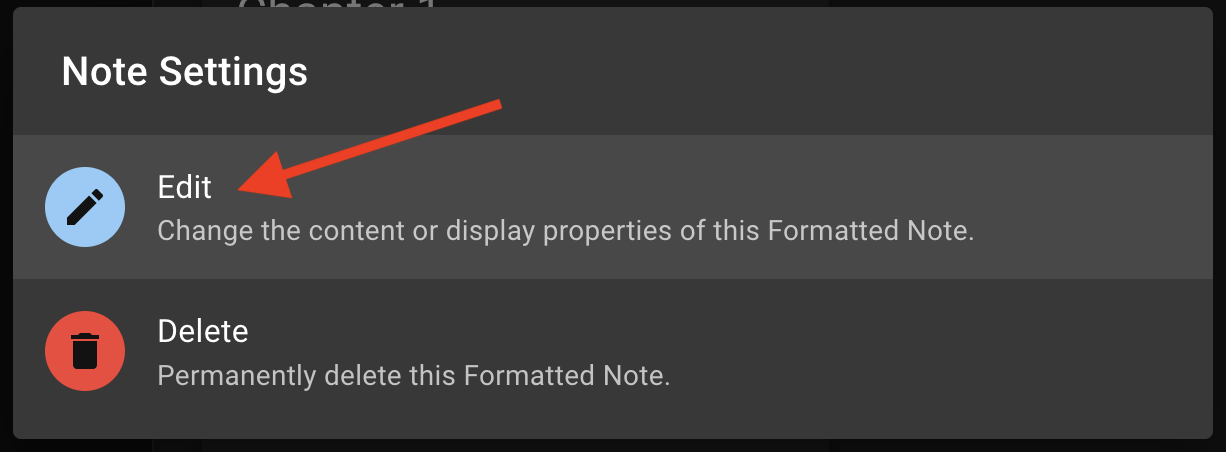 Chapter 1
Note Settings
Edit
Change the content or display properties of this Formatted Note.
Delete
Permanently delete this Formatted Note.